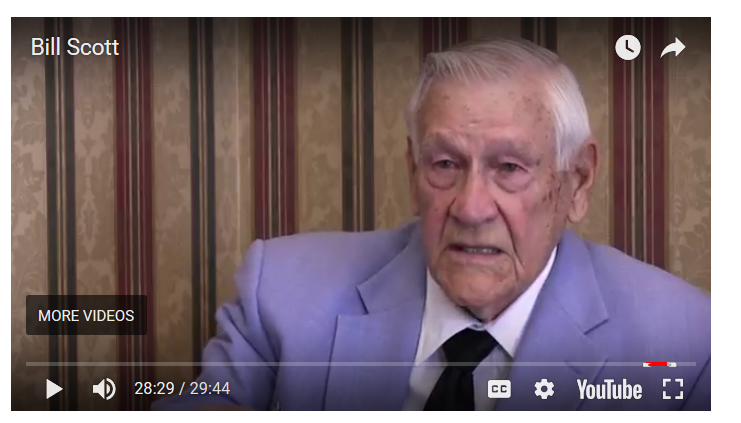 Bill Scott
MORE VIDEOS
28:29 / 29:44
CC
YouTube